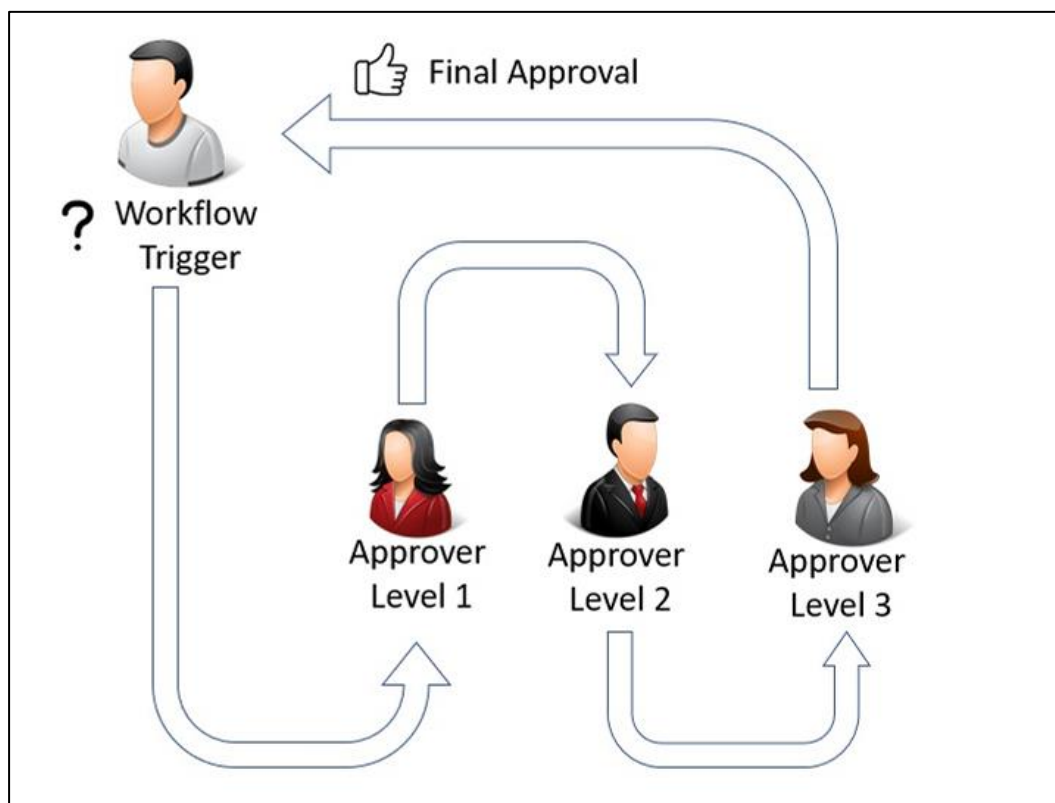 Final Approval
? Workflow
Trigger
Approver
Level 1
Approver
Level 2
Approver
Level 3